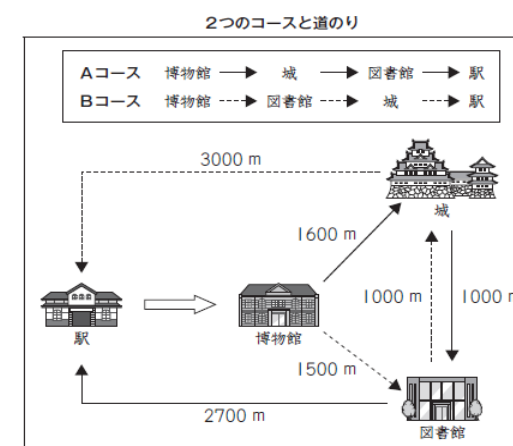 2つのコースと道のり
Aコース 博物館 城 図書館 駅
Bコース 博物館 図書館 城 駅
3000 m
城
1600 m
1000 m
1000 m
駅
博物館
1500 m
2700 m
図書館